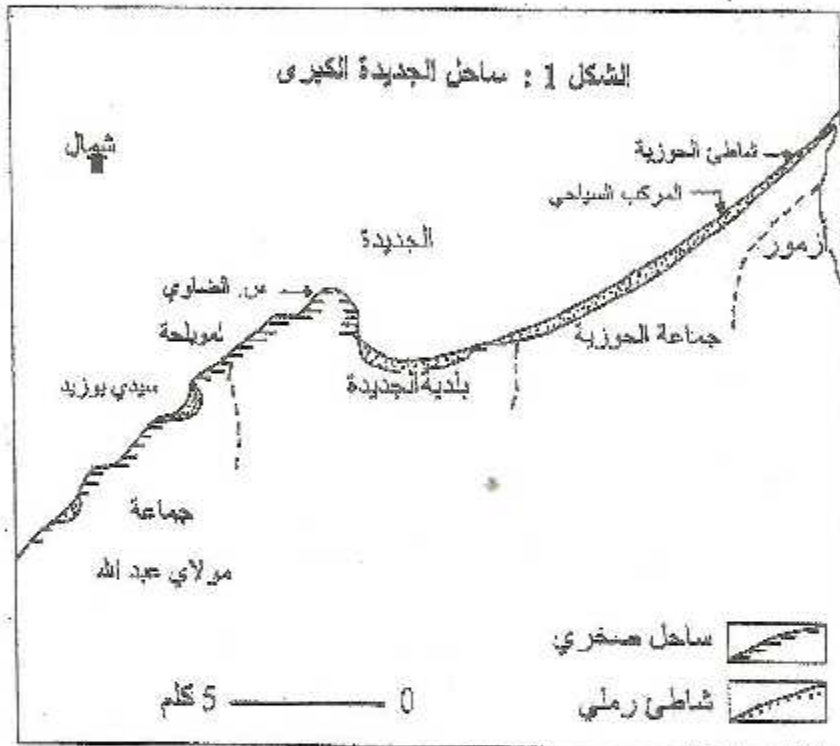 الشكل 1 : ساحل الجديدة الكبرى
شمال
شاطئ الحوزية
المركب السياحي
أزمور
الجديدة
س. الضاوي
لمويلحة
جماعة الحوزية
سيدي بوزيد
بلدية الجديدة
جماعة
مولاي عبد الله
ساحل صخري
شاطئ رملي
0 5 كلم